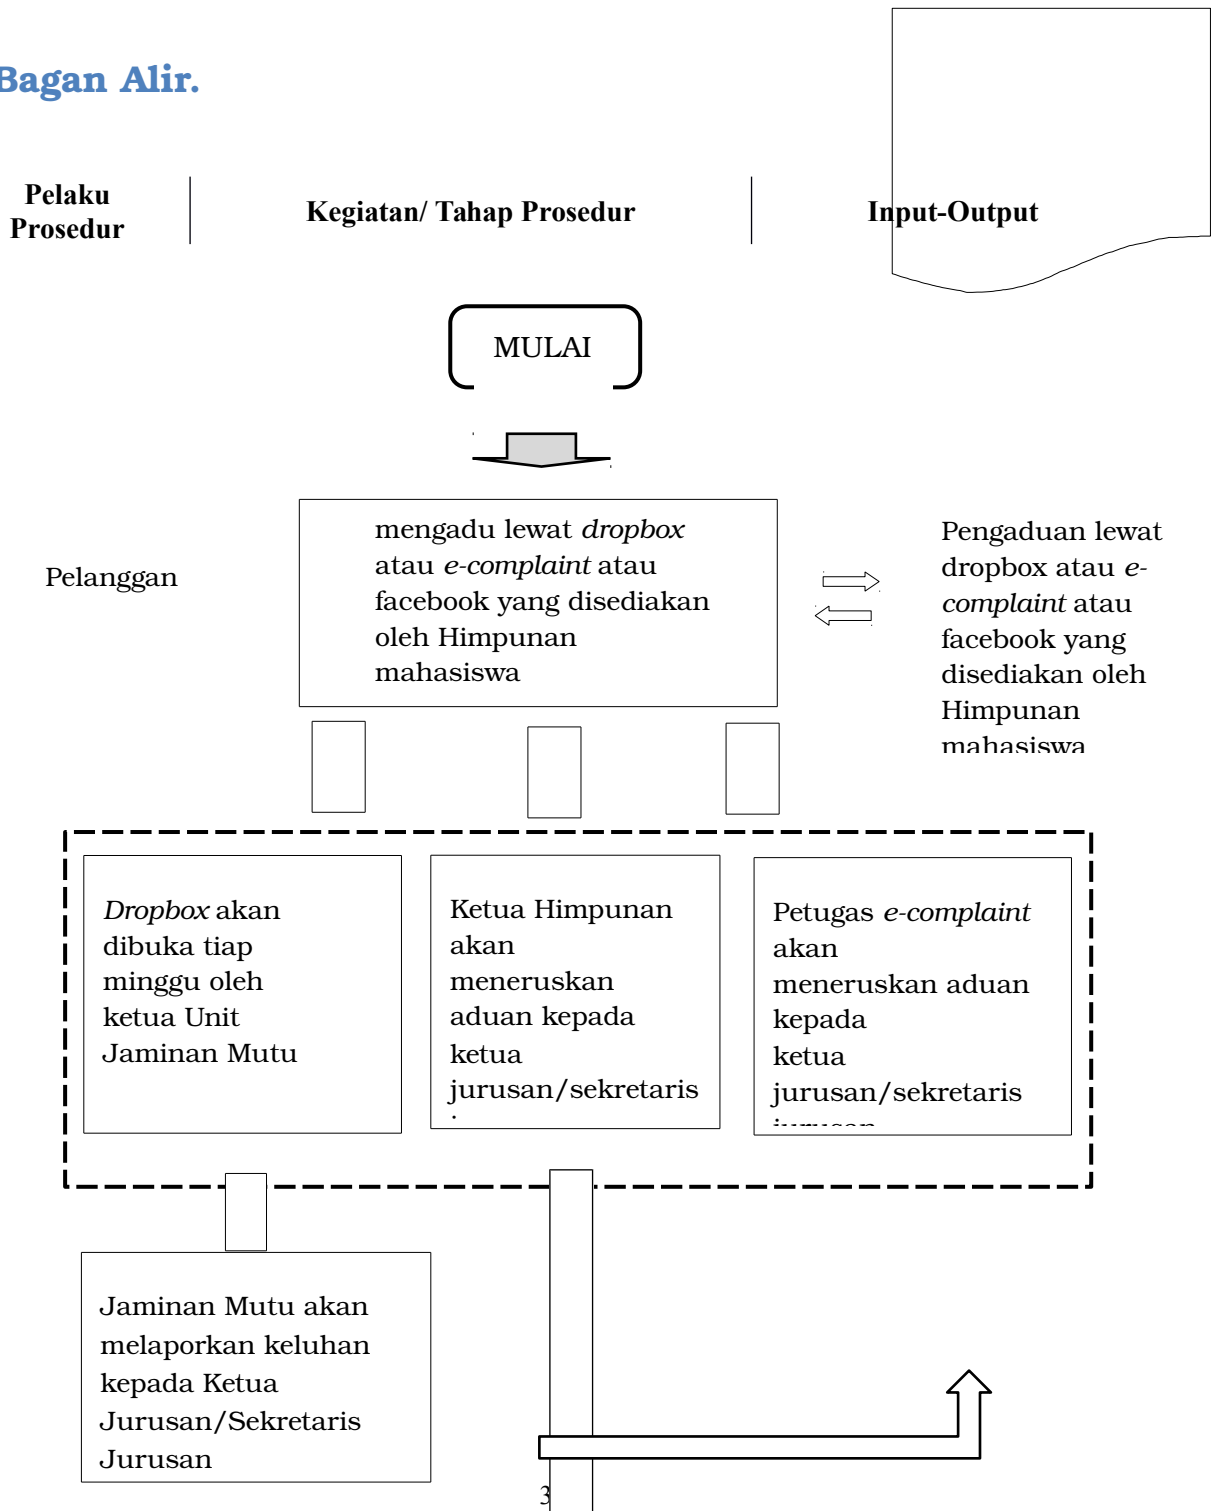 Bagan Alir.
Pelaku
Prosedur
Kegiatan/ Tahap Prosedur
Input-Output
MULAI
Pelanggan
mengadu lewat dropbox
atau e-complaint atau
facebook yang disediakan
oleh Himpunan
mahasiswa
Pengaduan lewat
dropbox atau e-
complaint atau
facebook yang
disediakan oleh
Himpunan
mahasiswa
Dropbox akan
dibuka tiap
minggu oleh
ketua Unit
Jaminan Mutu
Ketua Himpunan
akan
meneruskan
aduan kepada
ketua
jurusan/sekretaris
Petugas e-complaint
akan
meneruskan aduan
kepada
ketua
jurusan/sekretaris
jurusan
Jaminan Mutu akan
melaporkan keluhan
kepada Ketua
Jurusan/Sekretaris
Jurusan
3